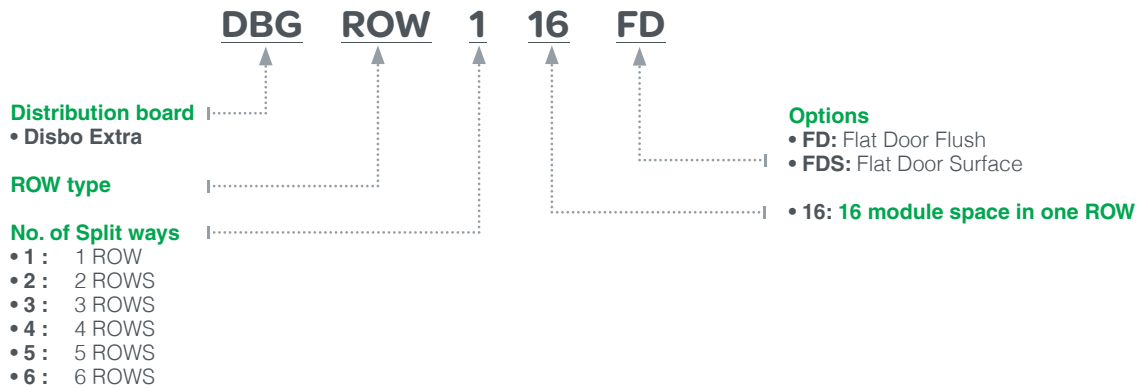 DBG ROW 1 16 FD
Distribution board
• Disbo Extra
ROW type
No. of Split ways
• 1 : 1 ROW
• 2 : 2 ROWS
• 3 : 3 ROWS
• 4 : 4 ROWS
• 5 : 5 ROWS
• 6 : 6 ROWS
Options
• FD: Flat Door Flush
• FDS: Flat Door Surface
• 16: 16 module space in one ROW